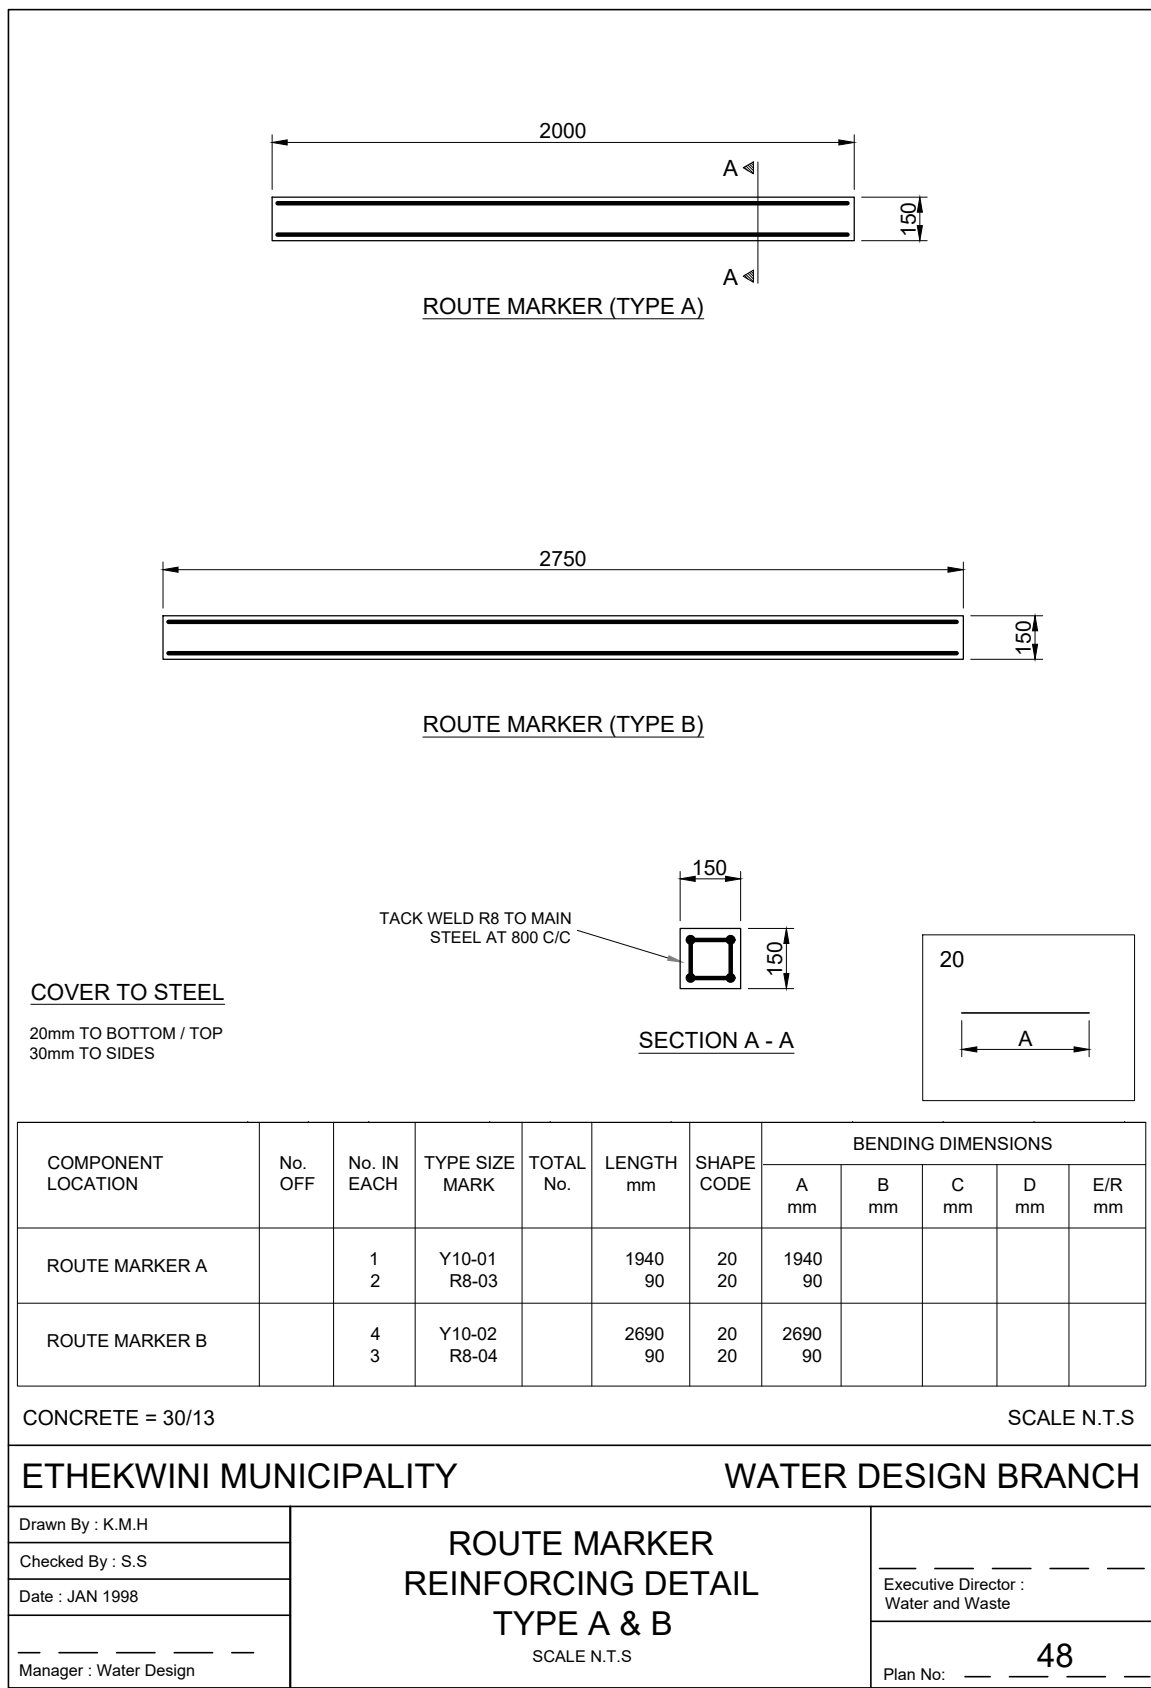 2000
A
150
A
ROUTE MARKER (TYPE A)
2750
150
ROUTE MARKER (TYPE B)
150
TACK WELD R8 TO MAIN
STEEL AT 800 C/C
150
SECTION A - A
20
A
COVER TO STEEL
20mm TO BOTTOM / TOP
30mm TO SIDES
COMPONENT LOCATION No. OFF No. IN EACH TYPE SIZE MARK TOTAL No. LENGTH mm SHAPE CODE BENDING DIMENSIONS
A mm B mm C mm D mm E/R mm
ROUTE MARKER A 1 Y10-01 1940 20 1940
2 R8-03 90 20 90
ROUTE MARKER B 4 Y10-02 2690 20 2690
3 R8-04 90 20 90
CONCRETE = 30/13 SCALE N.T.S
ETHEKWINI MUNICIPALITY WATER DESIGN BRANCH
Drawn By : K.M.H
Checked By : S.S
Date : JAN 1998
Manager : Water Design
ROUTE MARKER
REINFORCING DETAIL
TYPE A & B
SCALE N.T.S
Executive Director :
Water and Waste
Plan No: 48